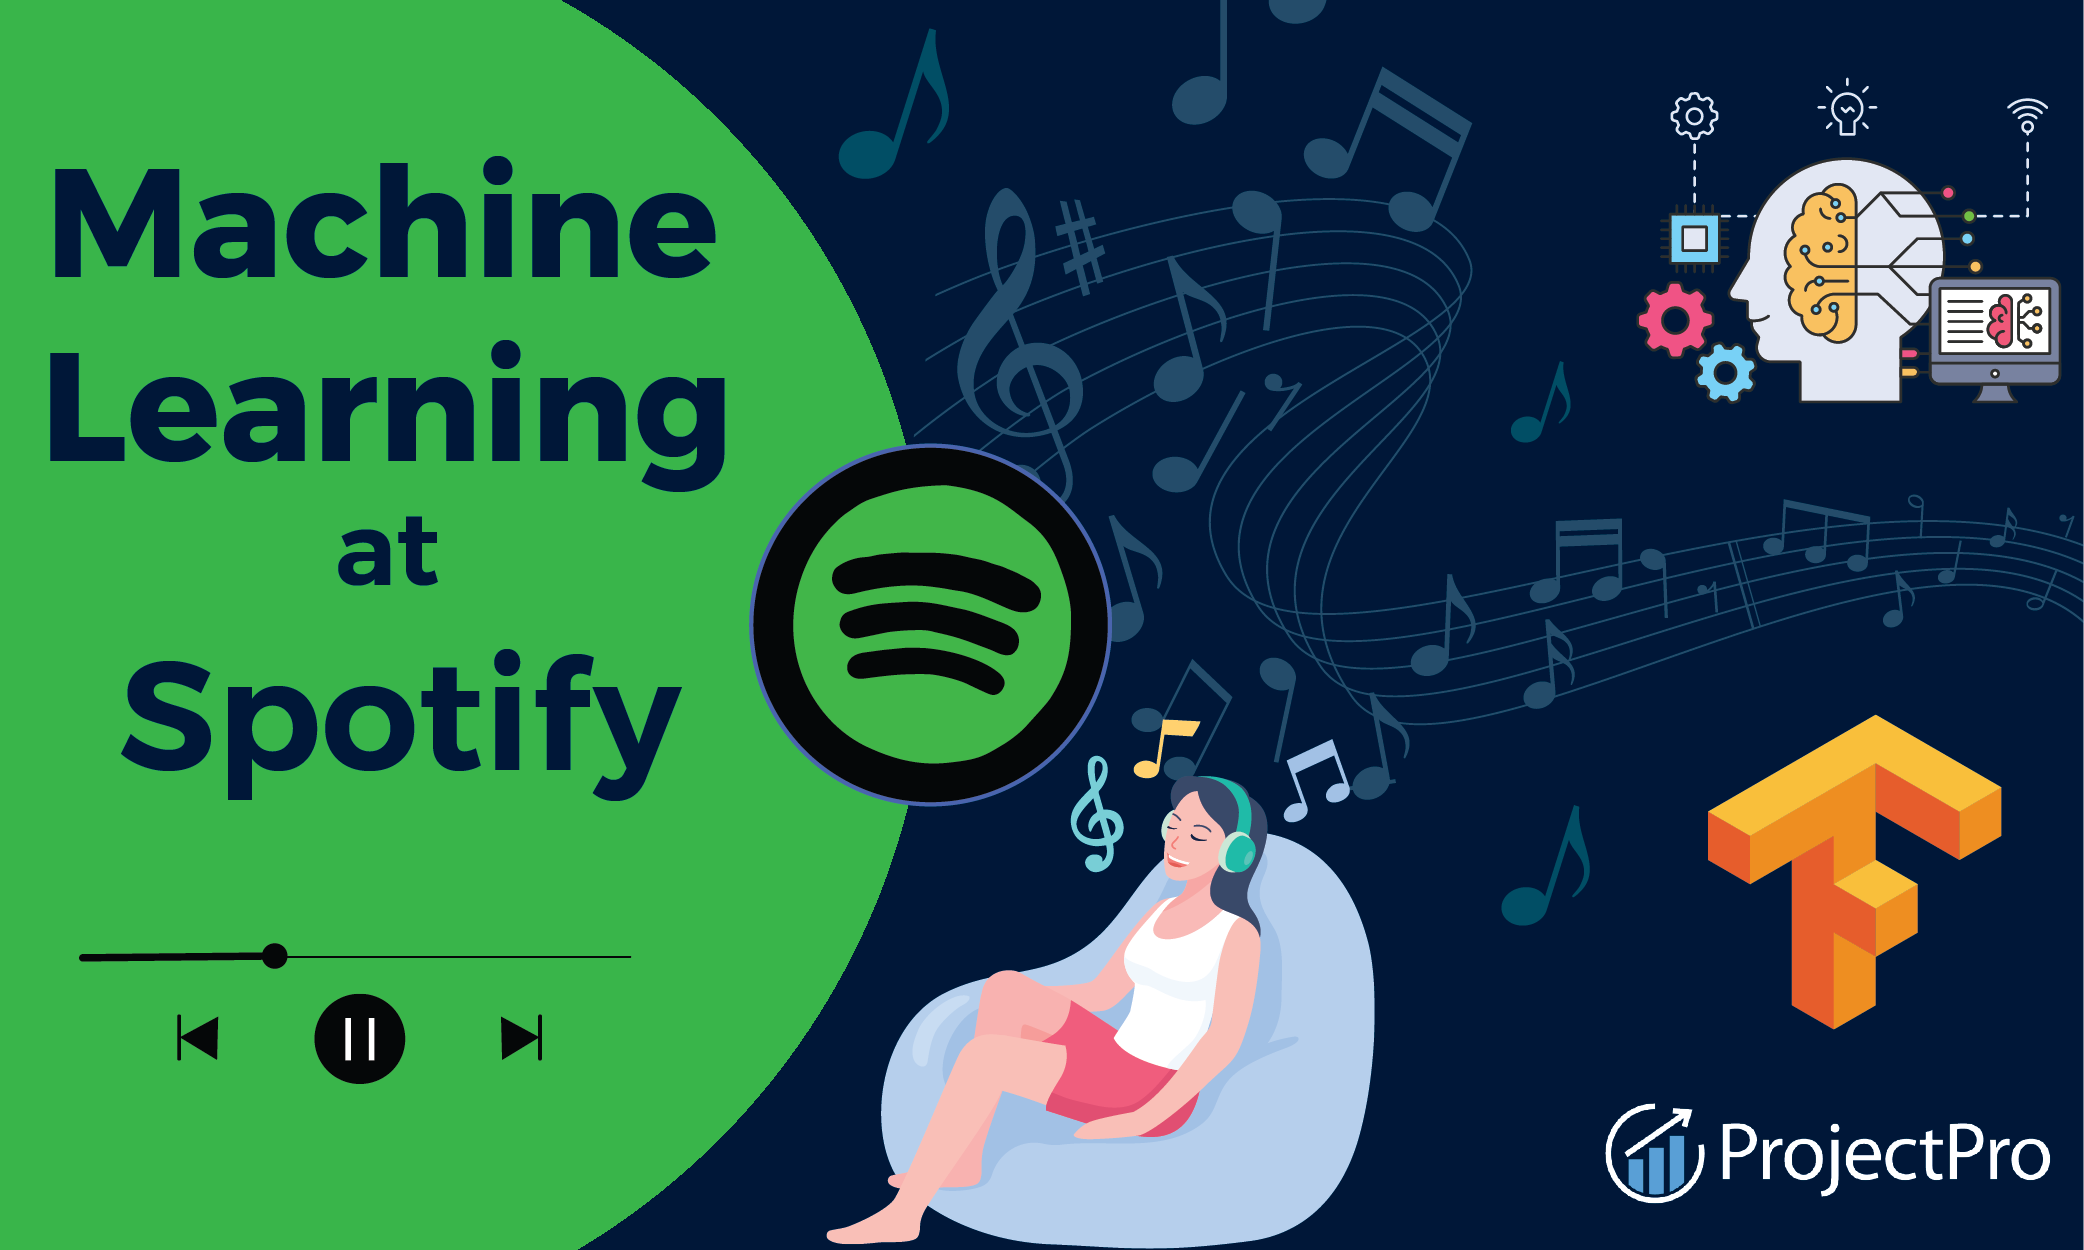 Machine
Learning
at
Spotify
ProjectPro